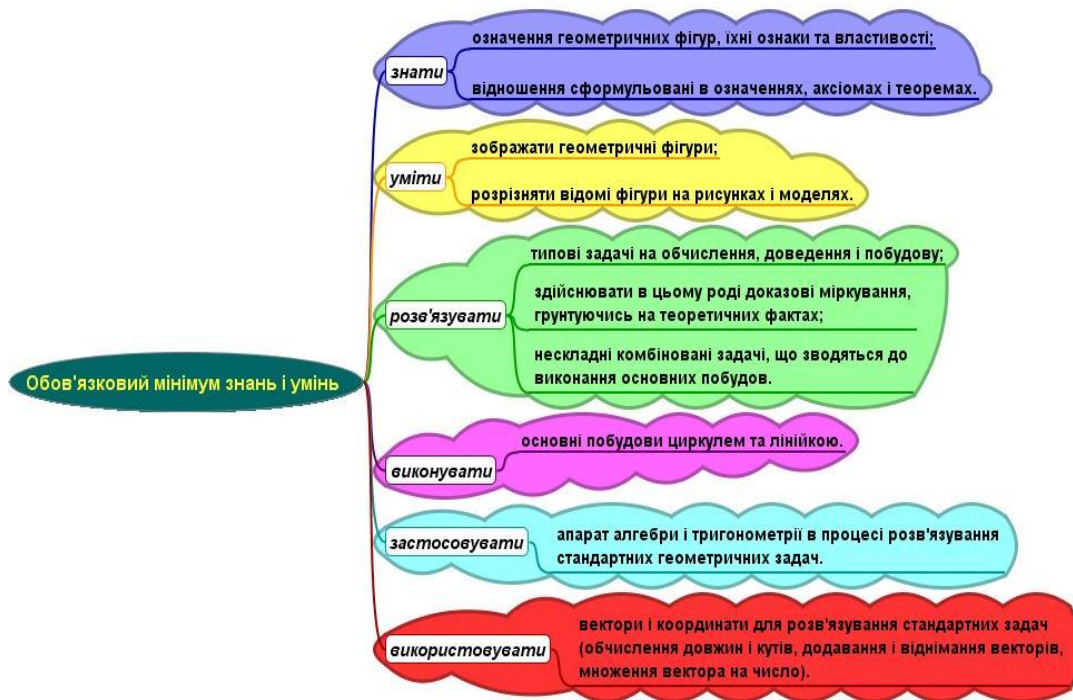 означення геометричних фігур, їхні ознаки та властивості;
знати
відношення сформульовані в означеннях, аксіомах і теоремах.
зображати геометричні фігури;
уміти
розрізняти відомі фігури на рисунках і моделях.
типові задачі на обчислення, доведення і побудову;
здійснювати в цьому роді доказові міркування,
грунтуючись на теоретичних фактах;
розв'язувати
нескладні комбіновані задачі, що зводяться до
виконання основних побудов.
Обов'язковий мінімум знань і умінь
основні побудови циркулем та лінійкою.
виконувати
апарат алгебри і тригонометрії в процесі розв'язування
стандартних геометричних задач.
застосовувати
вектори і координати для розв'язування стандартних задач
(обчислення довжин і кутів, додавання і віднімання векторів,
множення вектора на число).
використовувати